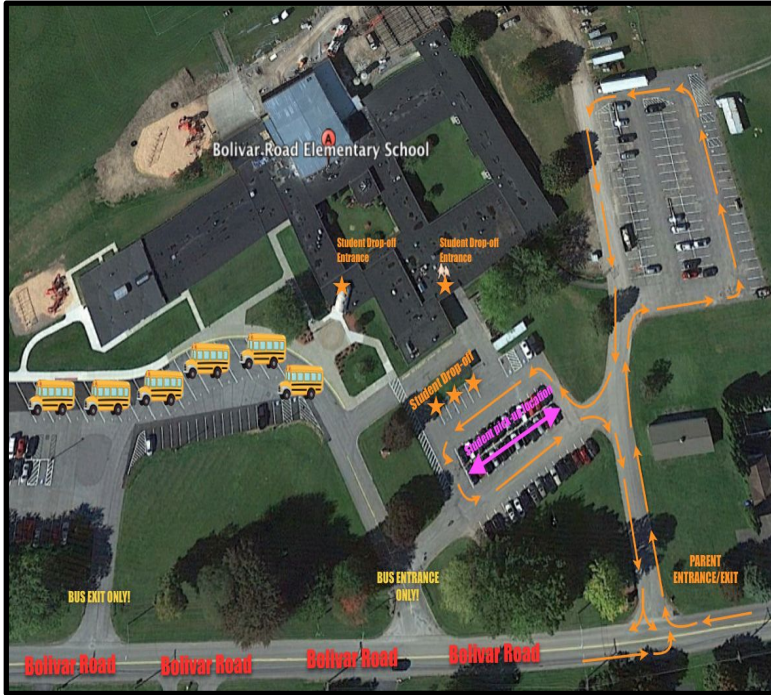 A
Bolivar Road Elementary School
Student Drop-off
Entrance
Student Drop-off
Entrance
Student Drop-off
Student pick-up location
PARENT
ENTRANCE/EXIT
BUS ENTRANCE
ONLY!
BUS EXIT ONLY!
Bolivar Road
Bolivar Road
Bolivar Road
Bolivar Road